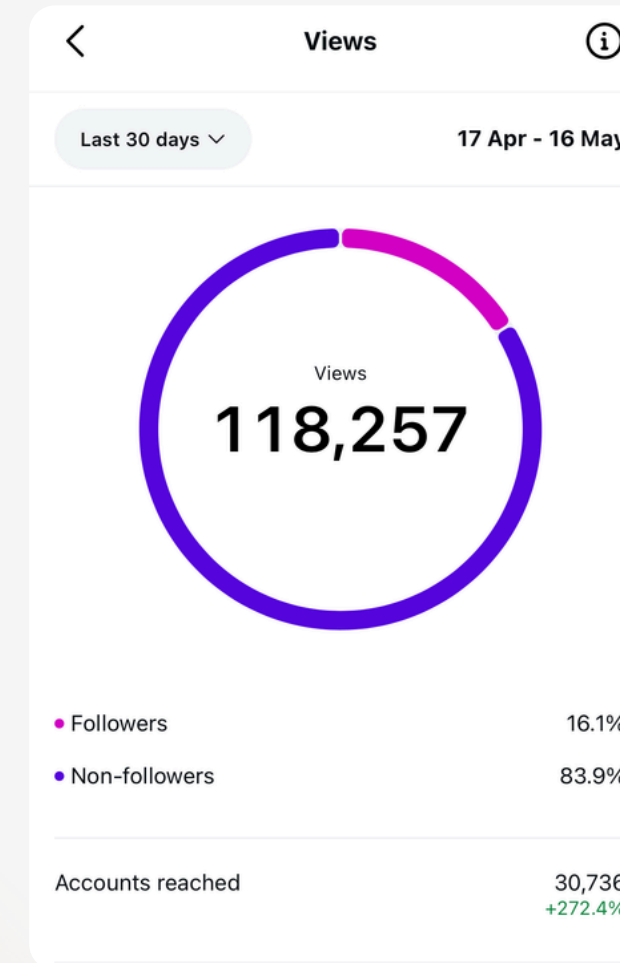 Views
Last 30 days
17 Apr - 16 May
Views
118,257
Followers 16.1%
Non-followers 83.9%
Accounts reached 30,736
+272.4%